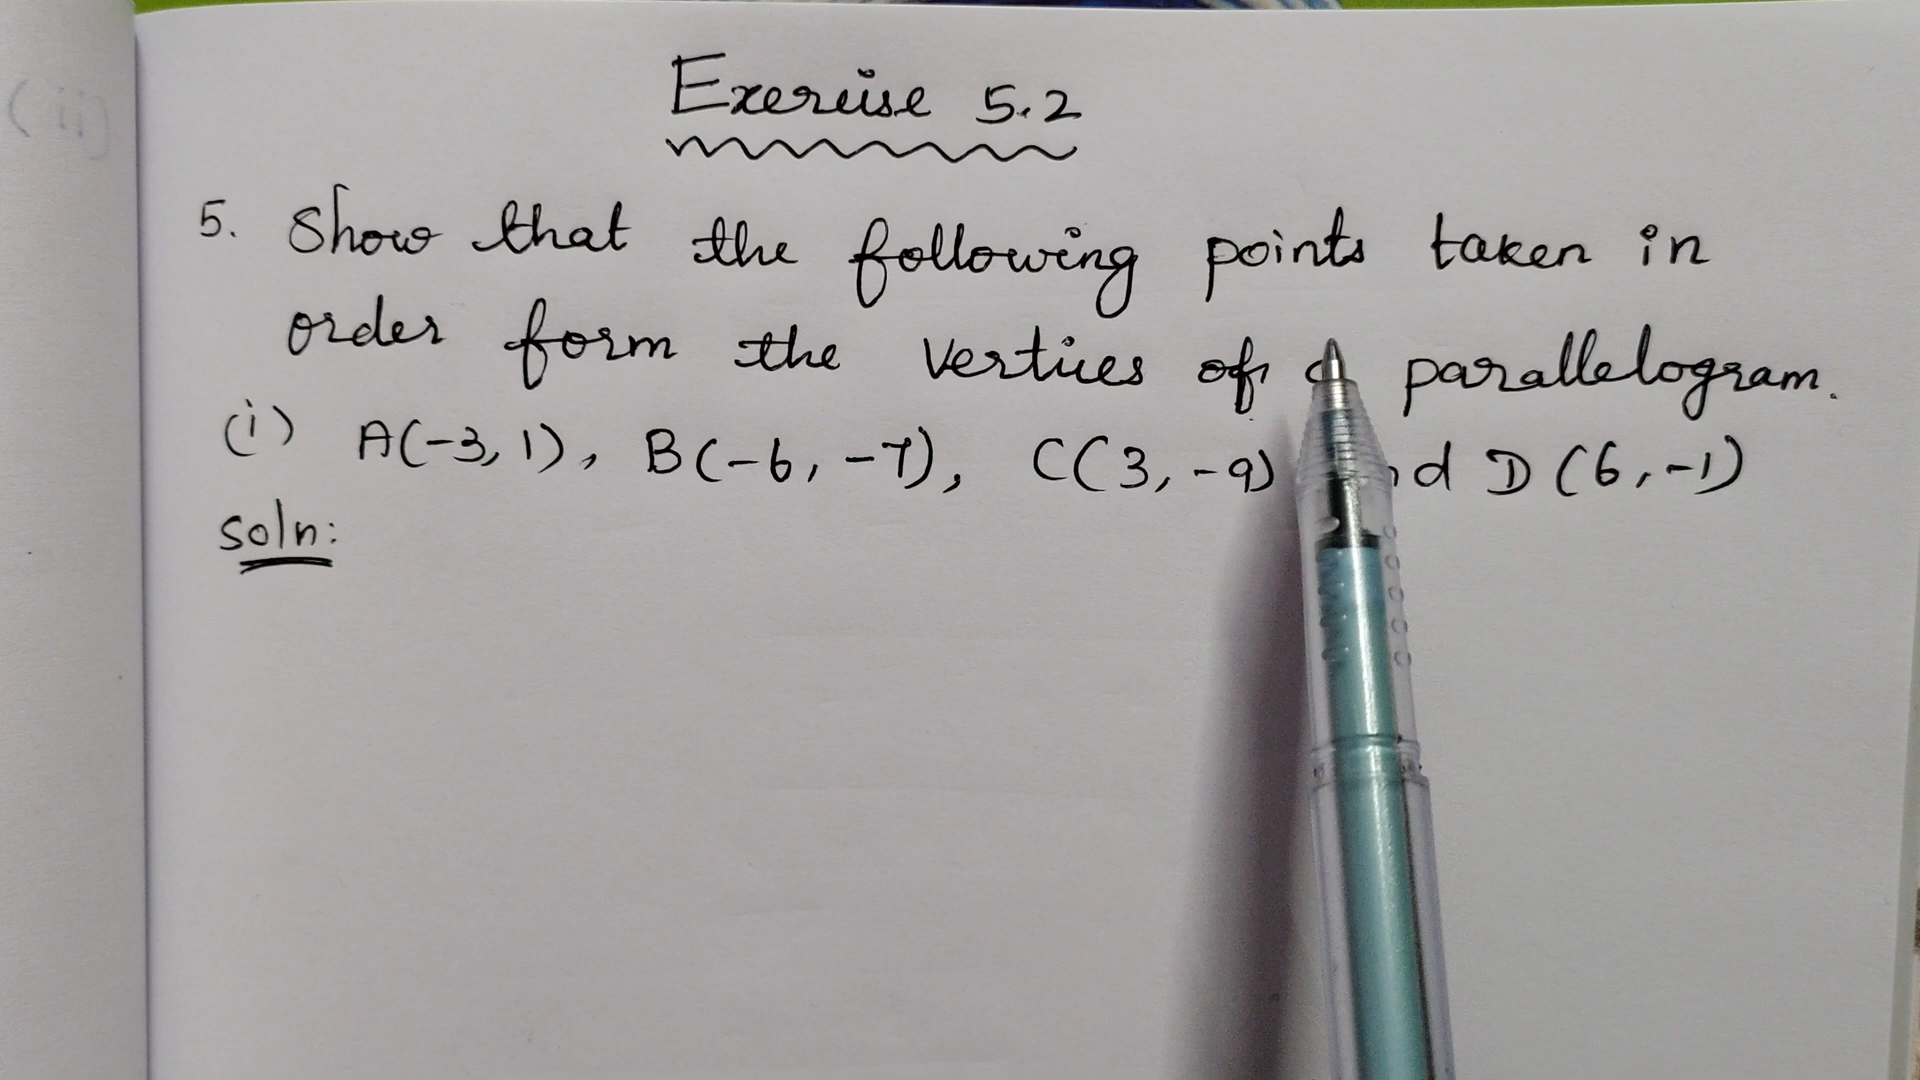 (ii)
Exercise 5.2
5. Show that the following points taken in
order form the vertices of parallelogram.
(i) A(-3, 1), B(-6, -7), C(3, -9) D (6, -1)
Soln: